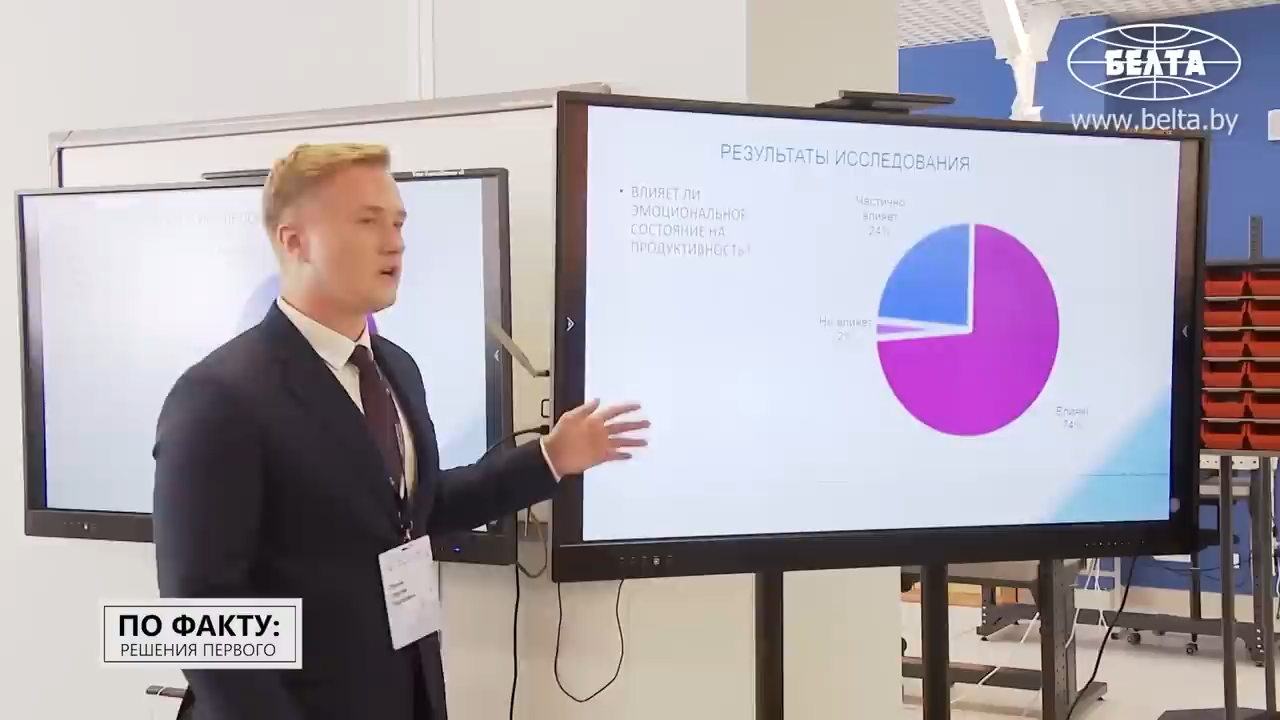 БЕЛТА
www.belta.by
РЕЗУЛЬТАТЫ ИССЛЕДОВАНИЯ
• ВЛИЯЕТ ЛИ
ЭМОЦИОНАЛЬНОЕ
СОСТОЯНИЕ НА
ПРОДУКТИВНОСТЬ?
Частично
влияет
24%
Не влияет
2%
Влияет
74%
ПО ФАКТУ:
РЕШЕНИЯ ПЕРВОГО